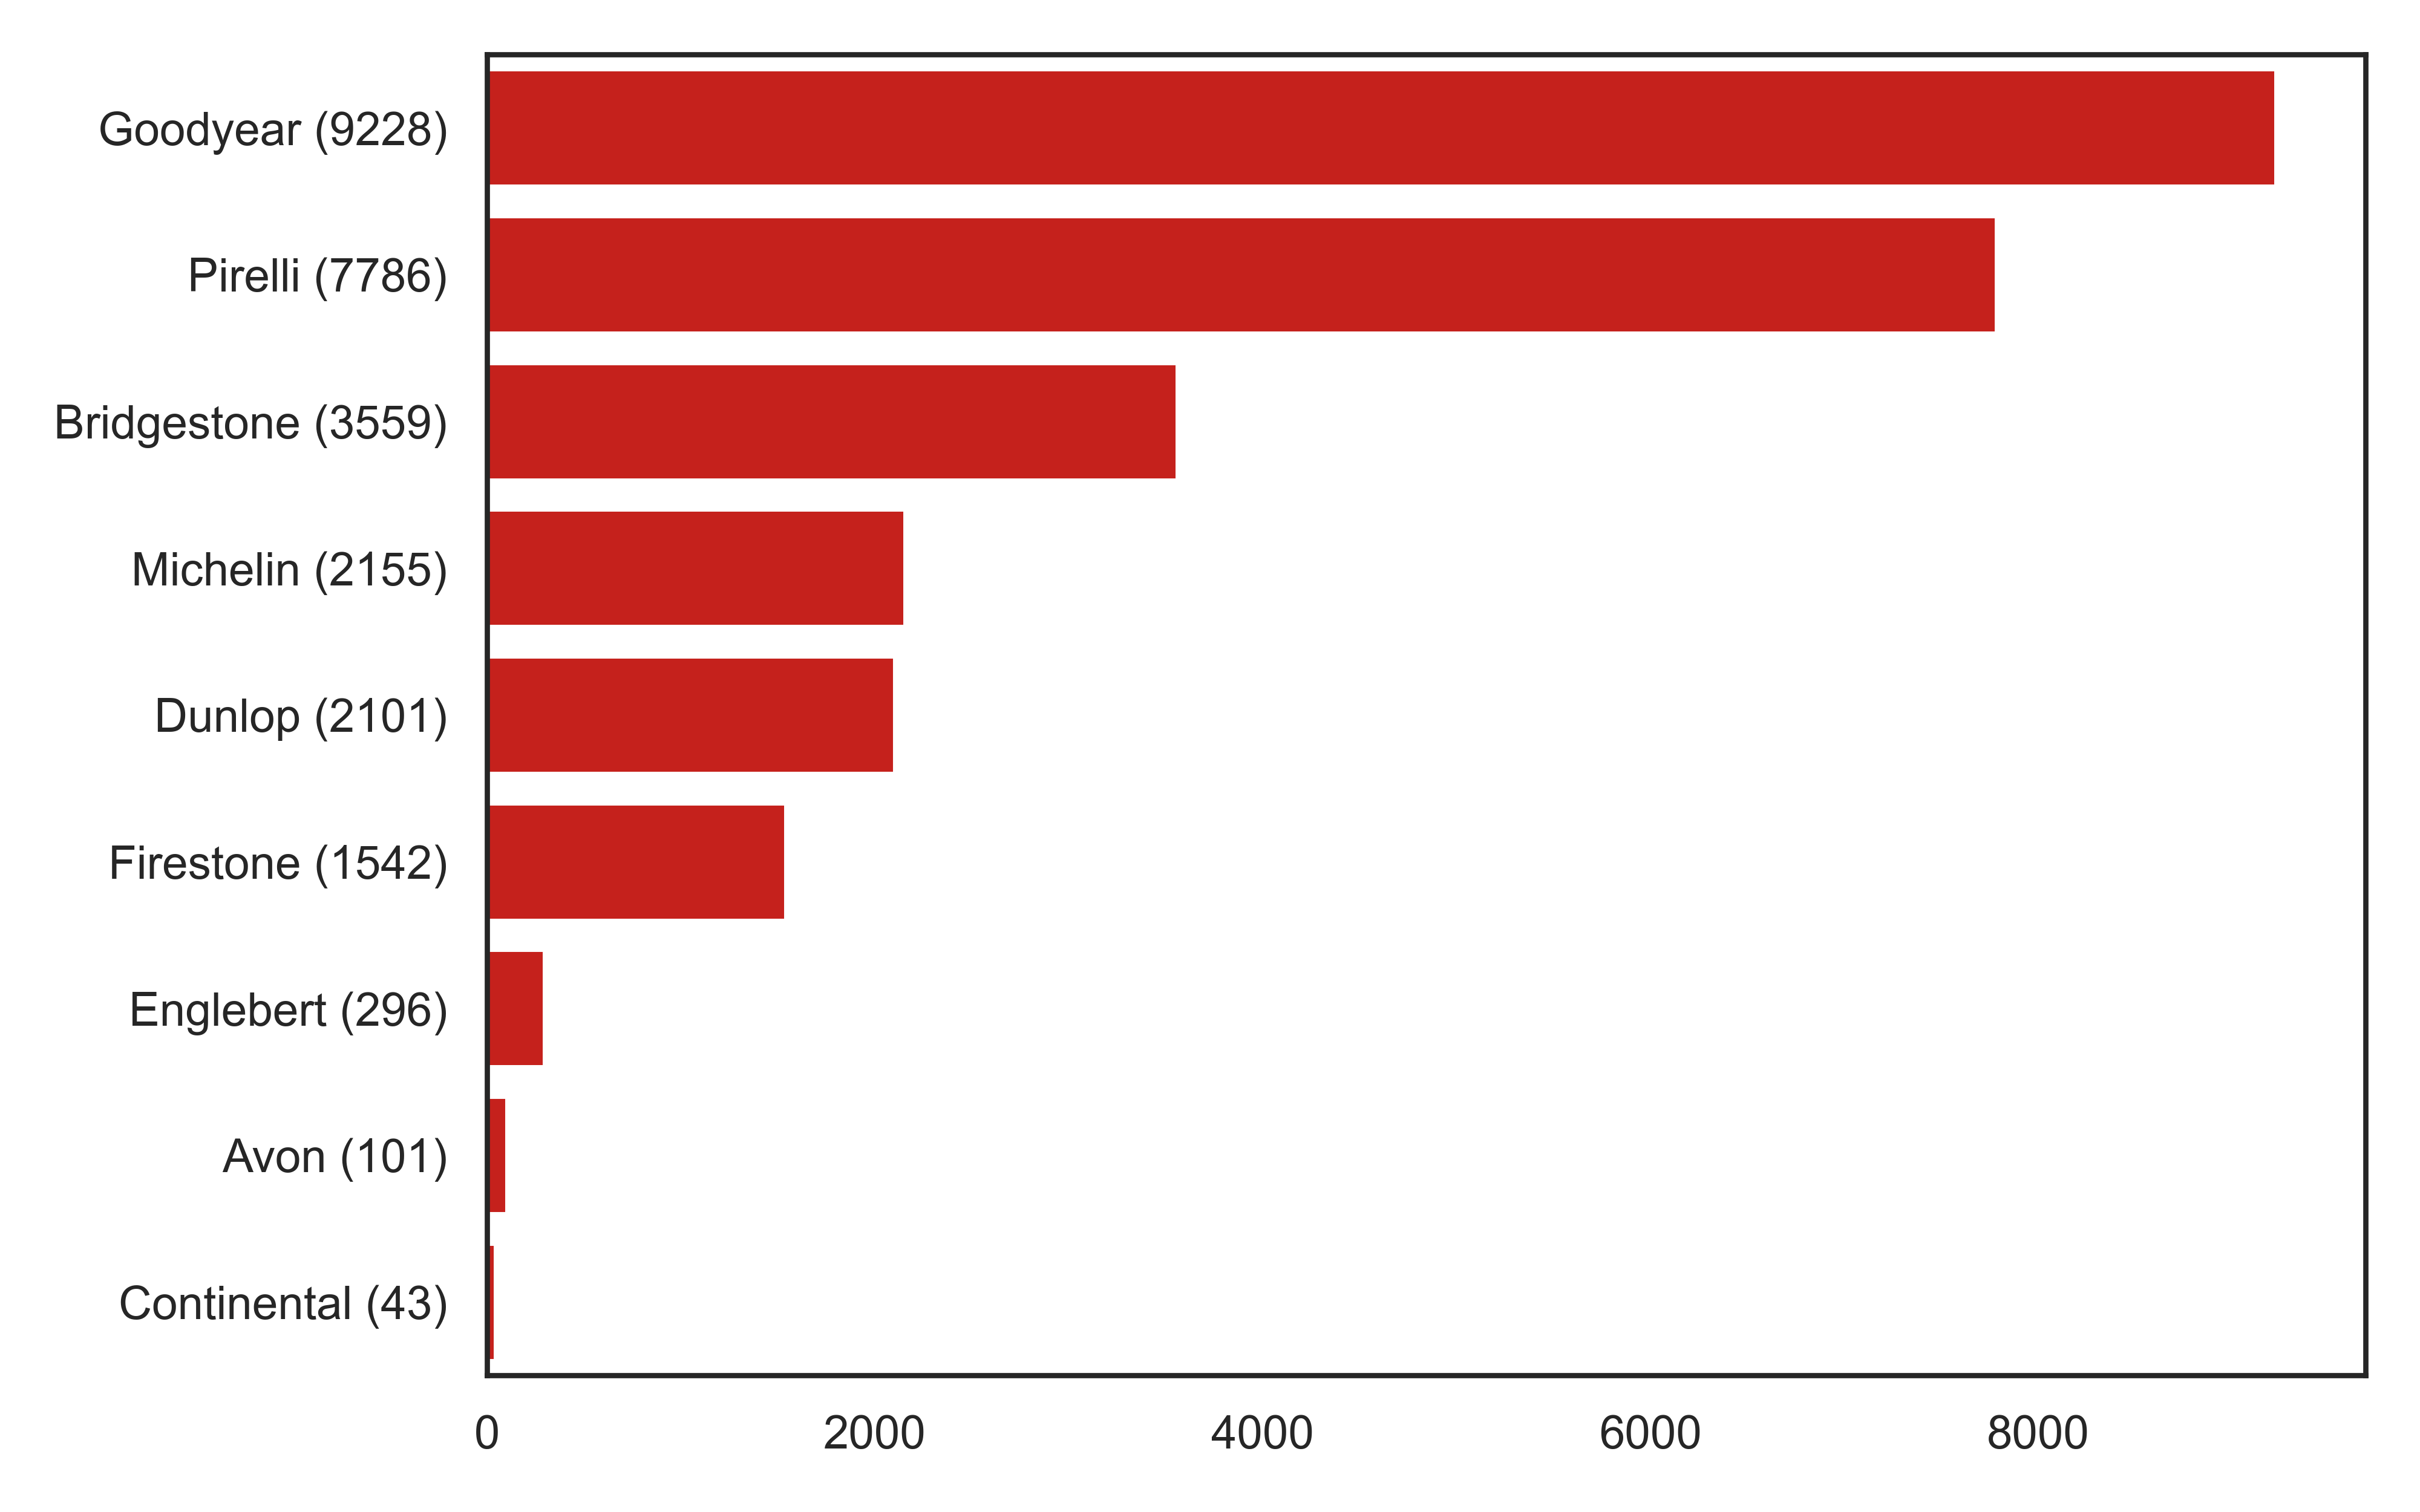 Goodyear (9228)
Pirelli (7786)
Bridgestone (3559)
Michelin (2155)
Dunlop (2101)
Firestone (1542)
Englebert (296)
Avon (101)
Continental (43)
0 2000 4000 6000 8000